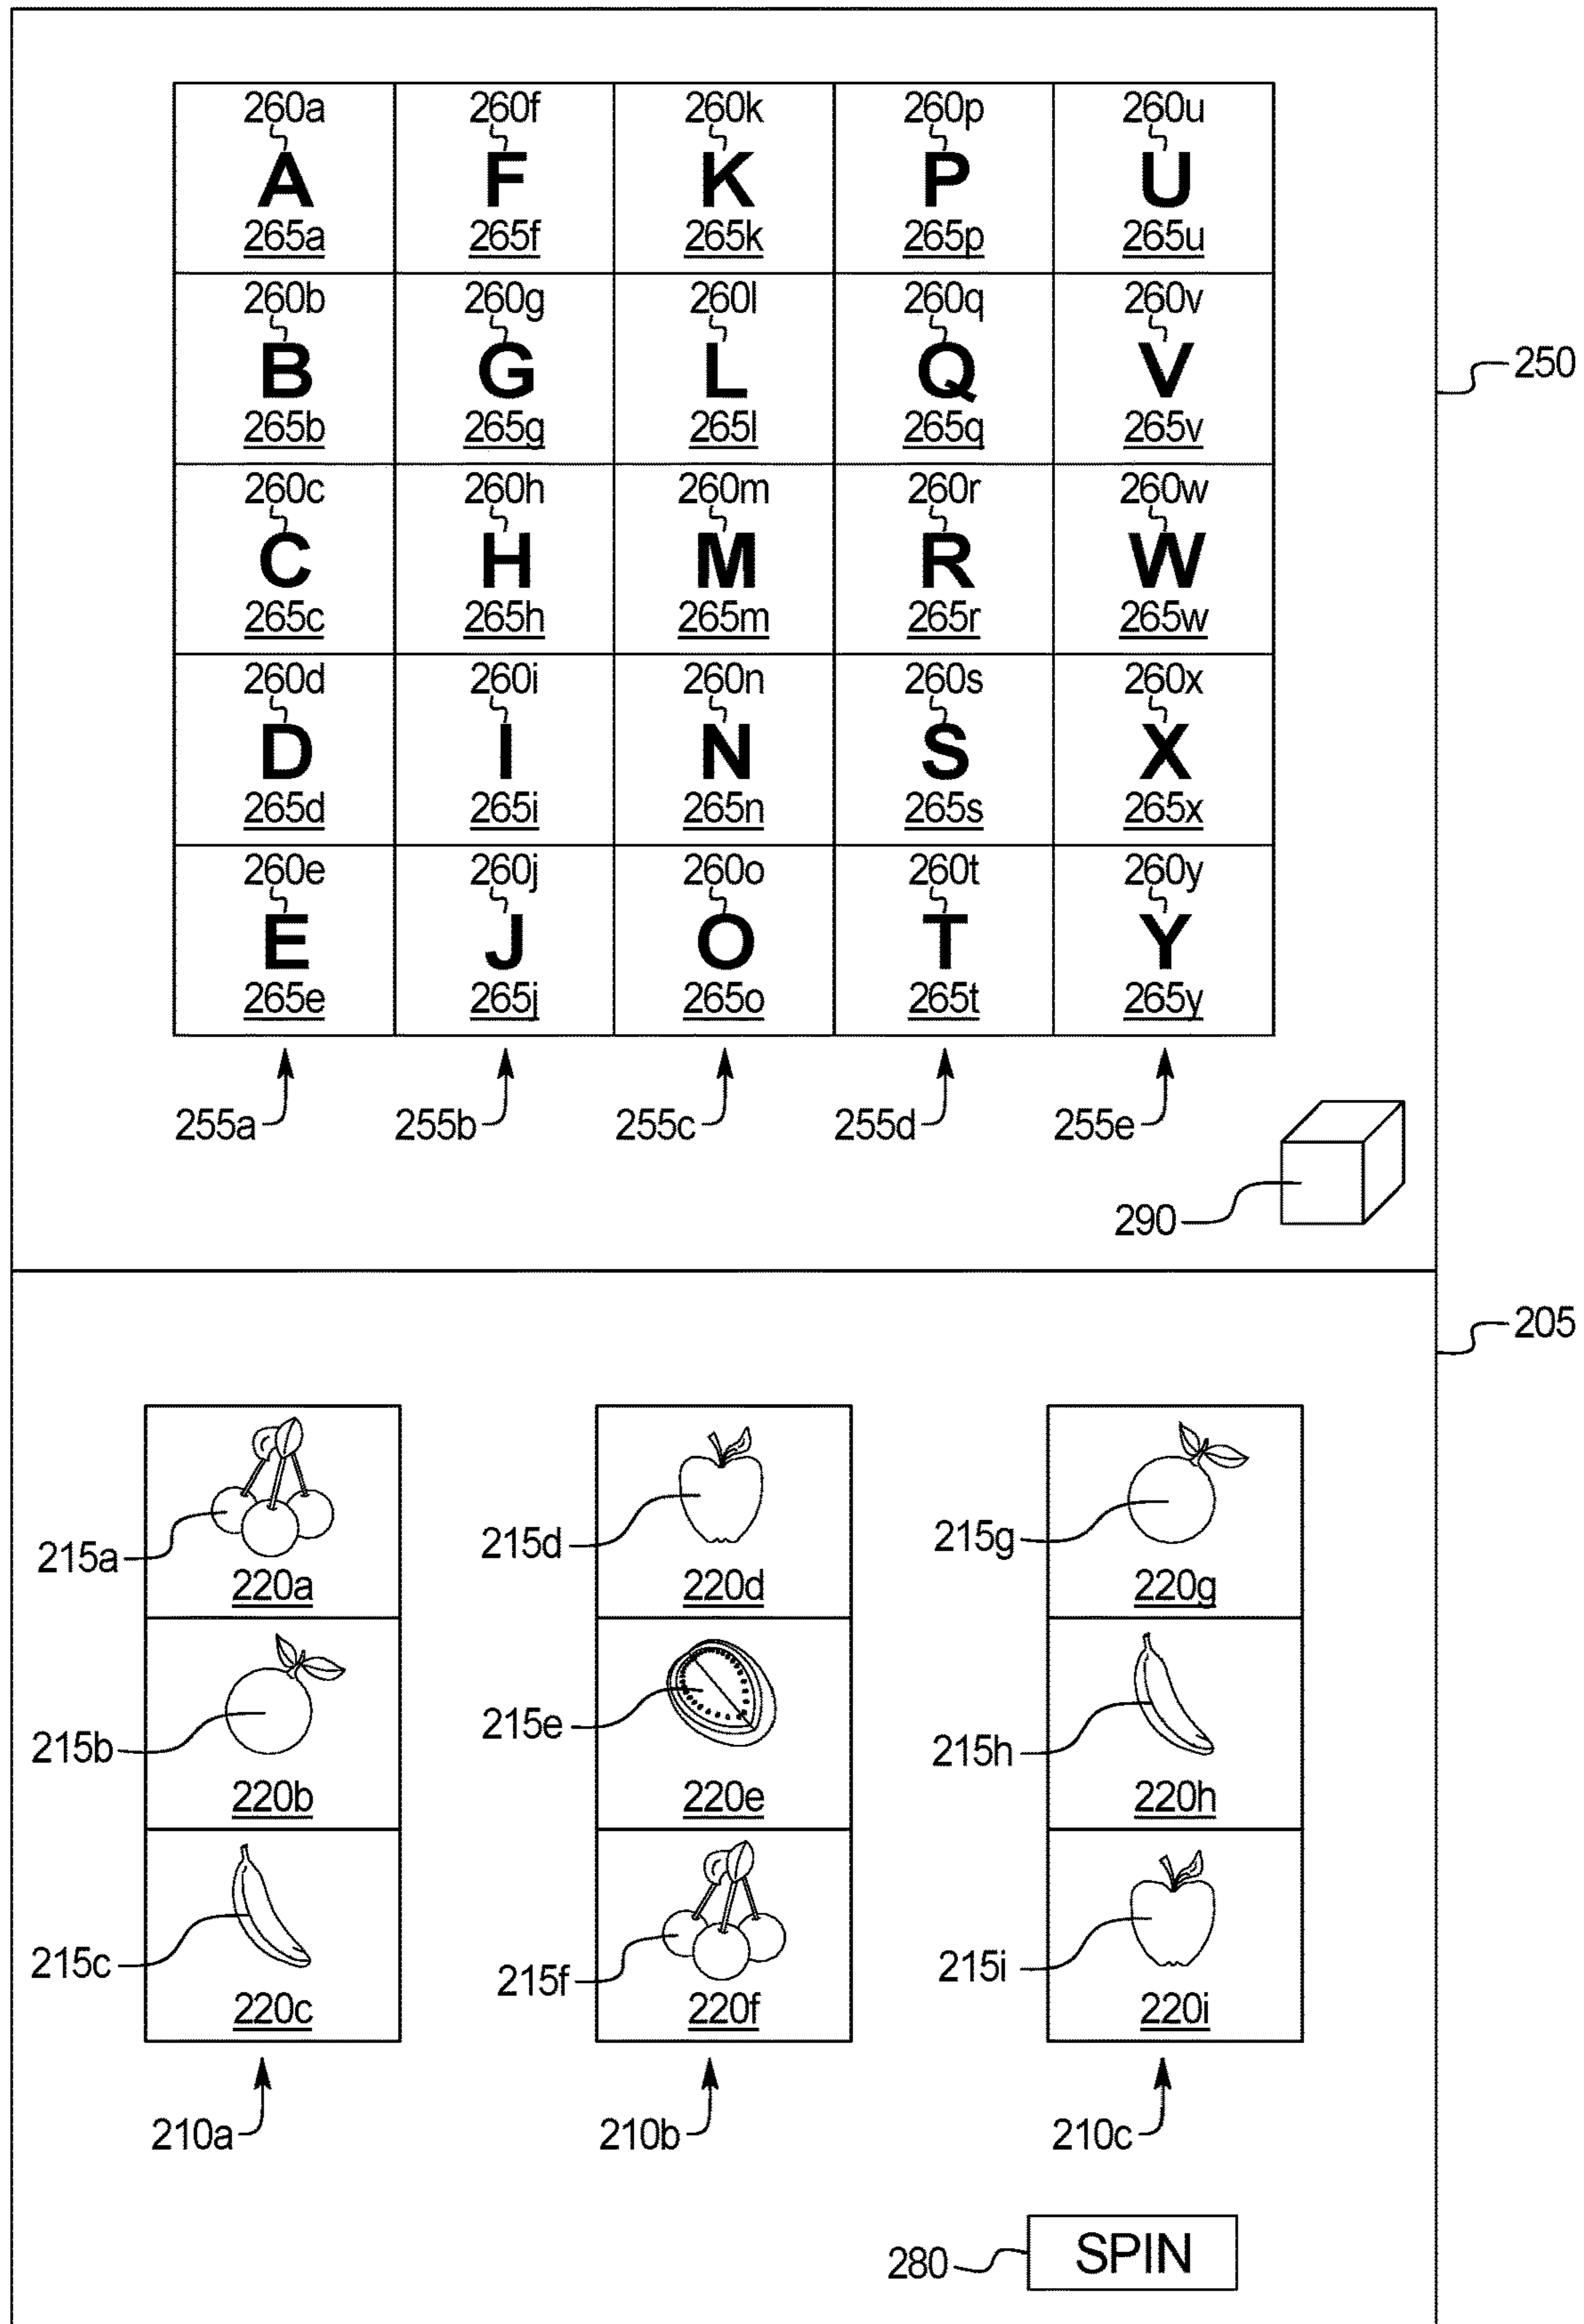 260a 260f 260k 260p 260u
A F K P U
265a 265f 265k 265p 265u
260b 260g 260l 260q 260v
B G L Q V
265b 265g 265l 265q 265v
250
260c 260h 260m 260r 260w
C H M R W
265c 265h 265m 265r 265w
260d 260i 260n 260s 260x
D I N S X
265d 265i 265n 265s 265x
260e 260j 260o 260t 260y
E J O T Y
265e 265j 265o 265t 265y
255a 255b 255c 255d 255e
290
205
215a 215d 215g
220a 220d 220g
215b 215e 215h
220b 220e 220h
215c 215f 215i
220c 220f 220i
210a 210b 210c
280 SPIN